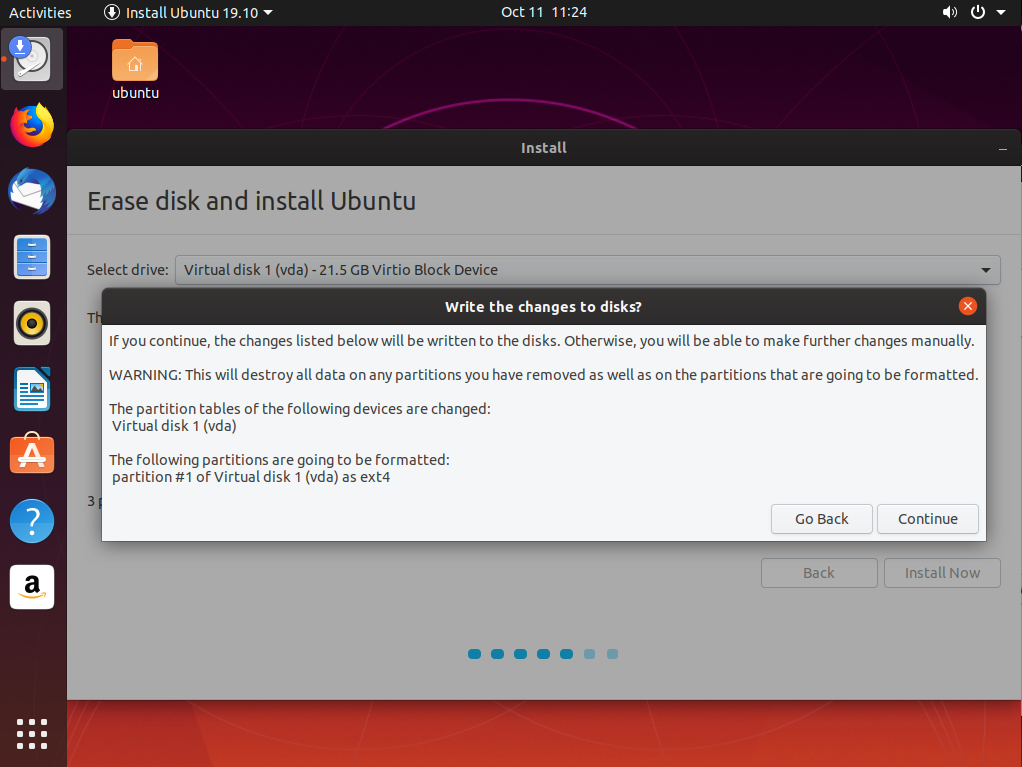 Activities
Install Ubuntu 19.10
Oct 11 11:24
ubuntu
Install
Erase disk and install Ubuntu
Select drive:
Virtual disk 1 (vda) - 21.5 GB Virtio Block Device
Th
Write the changes to disks?
If you continue, the changes listed below will be written to the disks. Otherwise, you will be able to make further changes manually.
WARNING: This will destroy all data on any partitions you have removed as well as on the partitions that are going to be formatted.
The partition tables of the following devices are changed:
Virtual disk 1 (vda)
The following partitions are going to be formatted:
partition #1 of Virtual disk 1 (vda) as ext4
3 p
Go Back
Continue
Back
Install Now
?
a